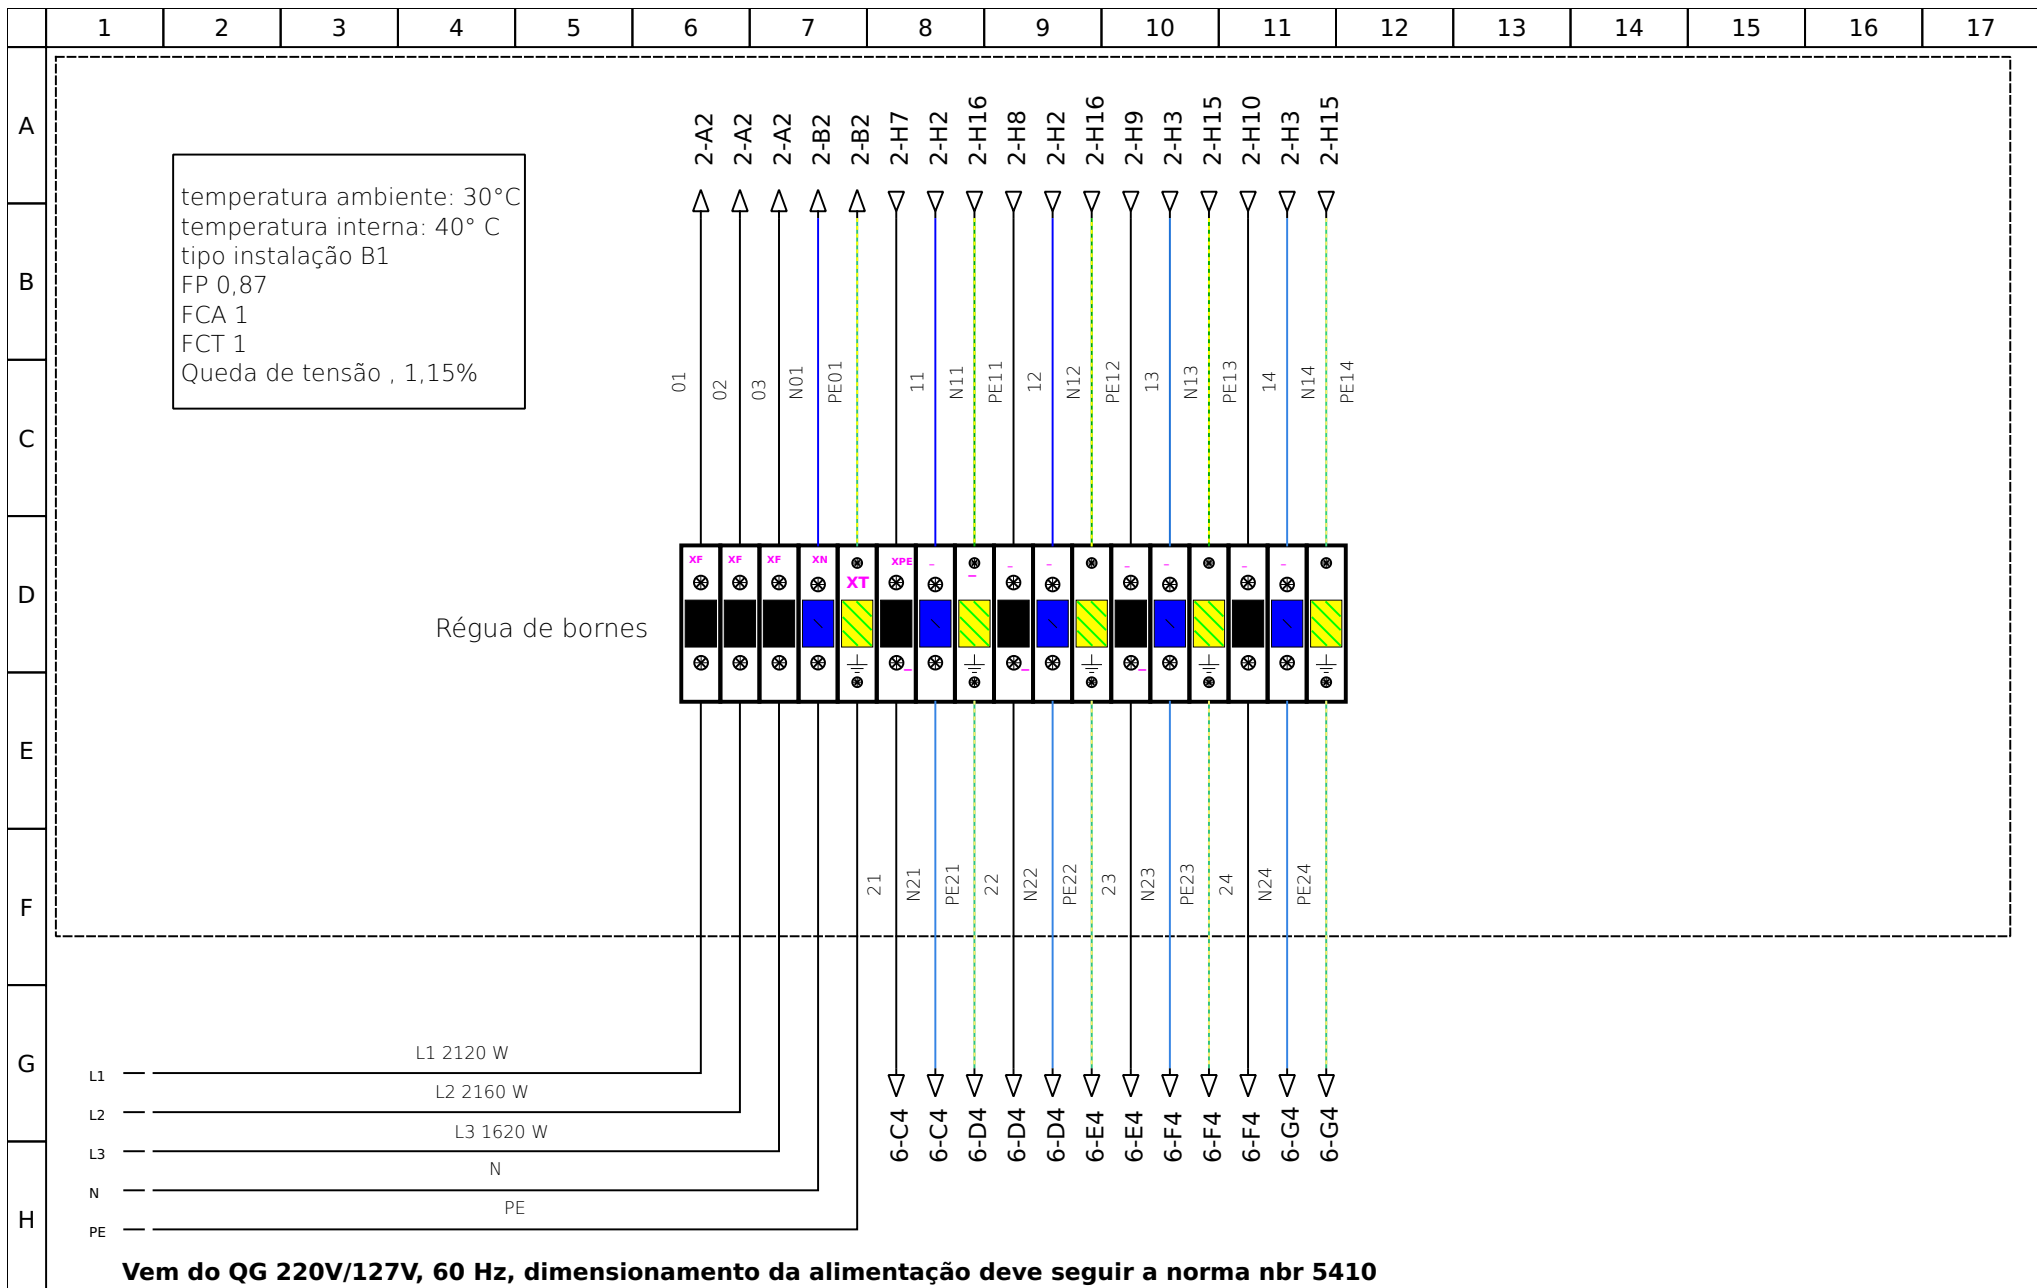 1 2 3 4 5 6 7 8 9 10 11 12 13 14 15 16 17
A
B
C
D
E
F
G
H
temperatura ambiente: 30°C
temperatura interna: 40° C
tipo instalação B1
FP 0,87
FCA 1
FCT 1
Queda de tensão , 1,15%
2-A2
2-A2
2-A2
2-B2
2-B2
2-H7
2-H2
2-H16
2-H8
2-H2
2-H16
2-H9
2-H3
2-H15
2-H10
2-H3
2-H15
01
02
03
N01
PE01
11
N11
PE11
12
N12
PE12
13
N13
PE13
14
N14
PE14
XF XF XF XN XT XPE
Régua de bornes
21
N21
PE21
22
N22
PE22
23
N23
PE23
24
N24
PE24
6-C4
6-C4
6-D4
6-D4
6-D4
6-E4
6-E4
6-F4
6-F4
6-F4
6-G4
6-G4
L1 L1 2120 W
L2 L2 2160 W
L3 L3 1620 W
N N
PE PE
Vem do QG 220V/127V, 60 Hz, dimensionamento da alimentação deve seguir a norma nbr 5410